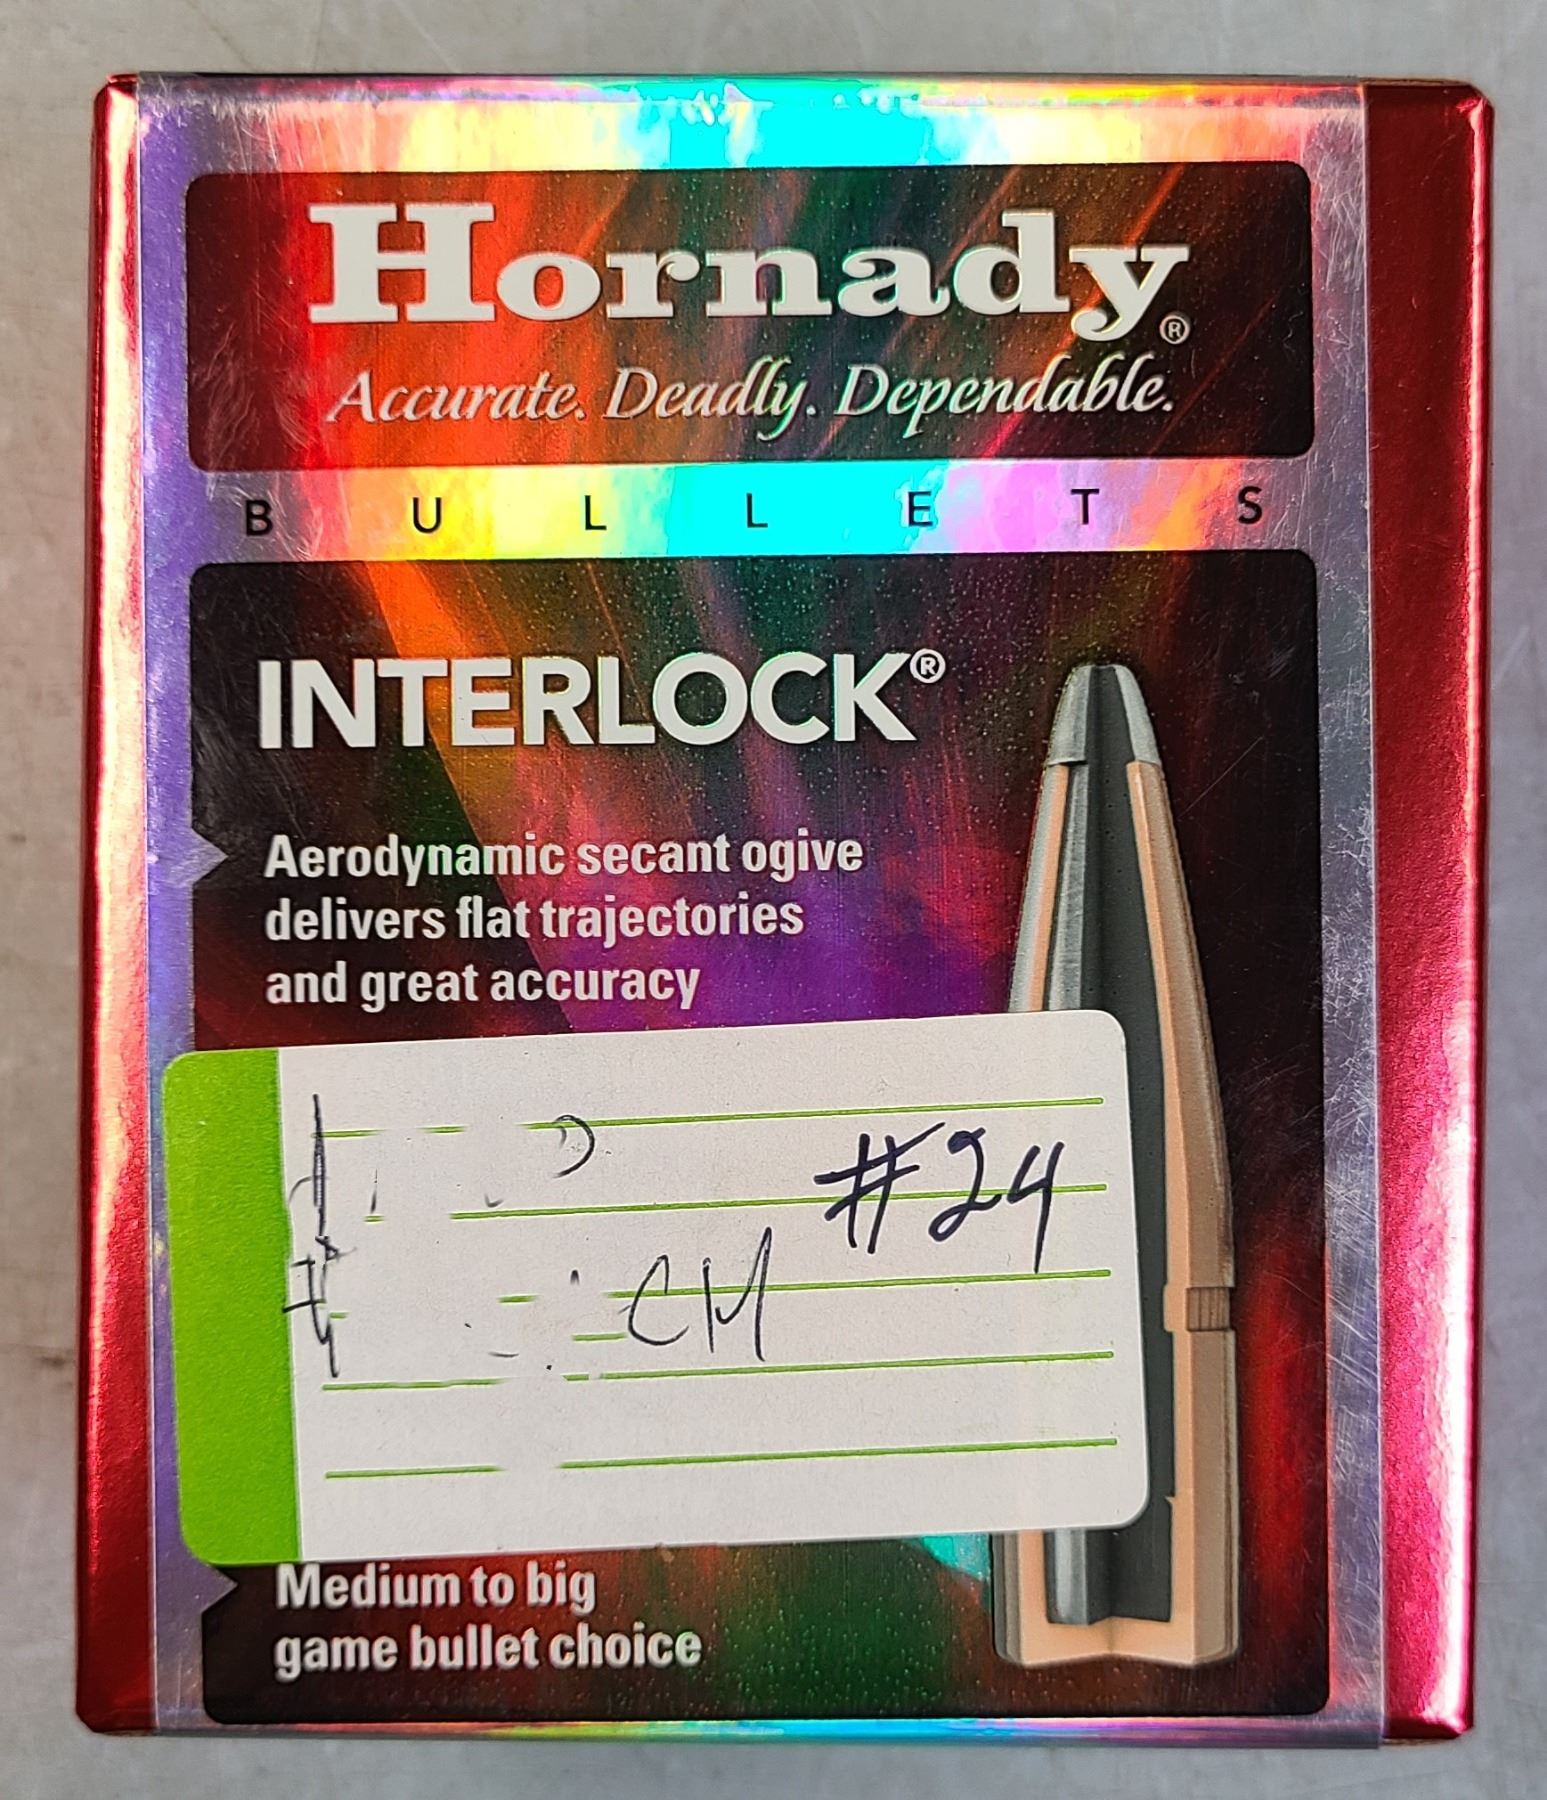 Hornady®
Accurate. Deadly. Dependable.
BULLETS
INTERLOCK®
Aerodynamic secant ogive
delivers flat trajectories
and great accuracy
#24
CM
Medium to big
game bullet choice